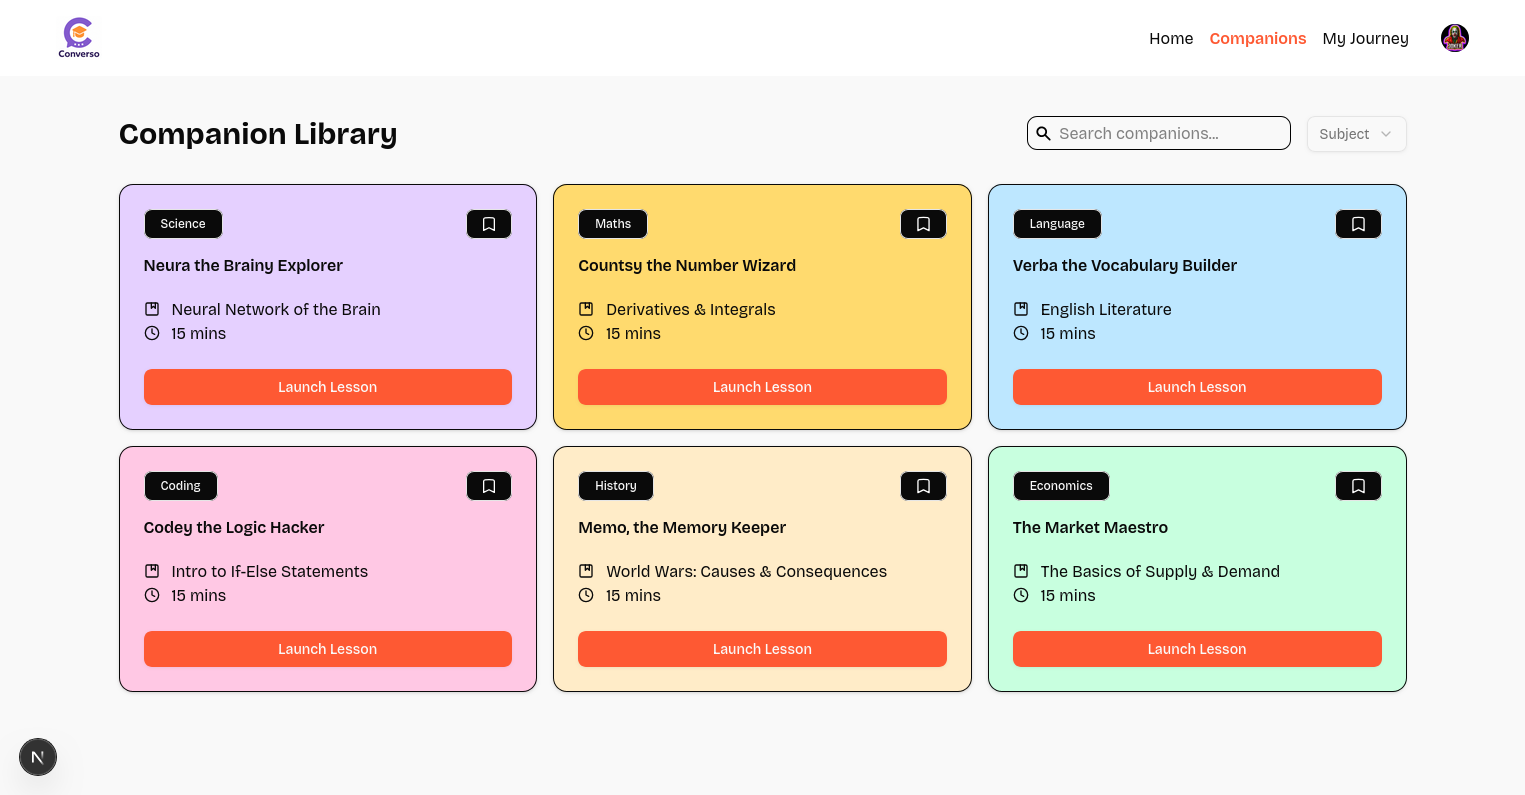 Converso
Home Companions My Journey
Companion Library
Search companions...
Subject
Science
Neura the Brainy Explorer
Neural Network of the Brain
15 mins
Launch Lesson
Maths
Countsy the Number Wizard
Derivatives & Integrals
15 mins
Launch Lesson
Language
Verba the Vocabulary Builder
English Literature
15 mins
Launch Lesson
Coding
Codey the Logic Hacker
Intro to If-Else Statements
15 mins
Launch Lesson
History
Memo, the Memory Keeper
World Wars: Causes & Consequences
15 mins
Launch Lesson
Economics
The Market Maestro
The Basics of Supply & Demand
15 mins
Launch Lesson
N